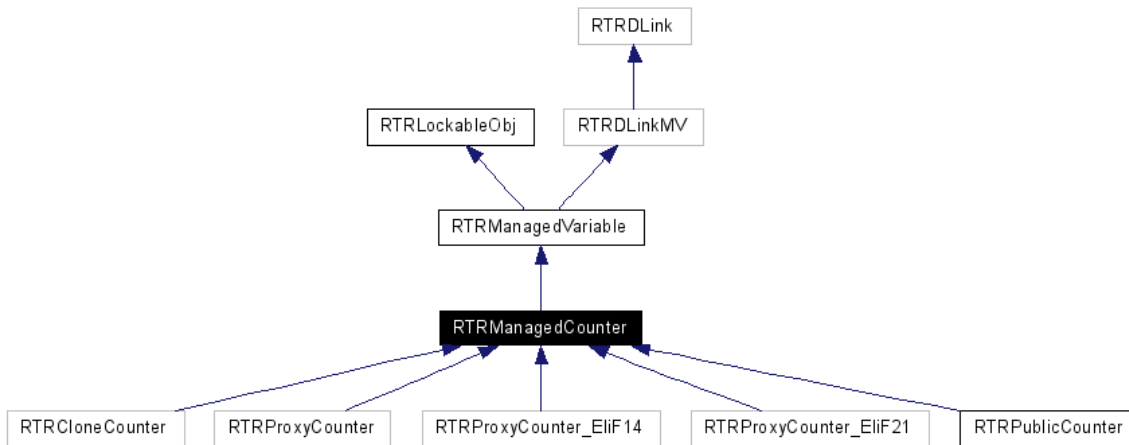 RTRDLink
RTRLockableObj
RTRDLinkMV
RTRManagedVariable
RTRManagedCounter
RTRCloneCounter
RTRProxyCounter
RTRProxyCounter_EliF14
RTRProxyCounter_EliF21
RTRPublicCounter